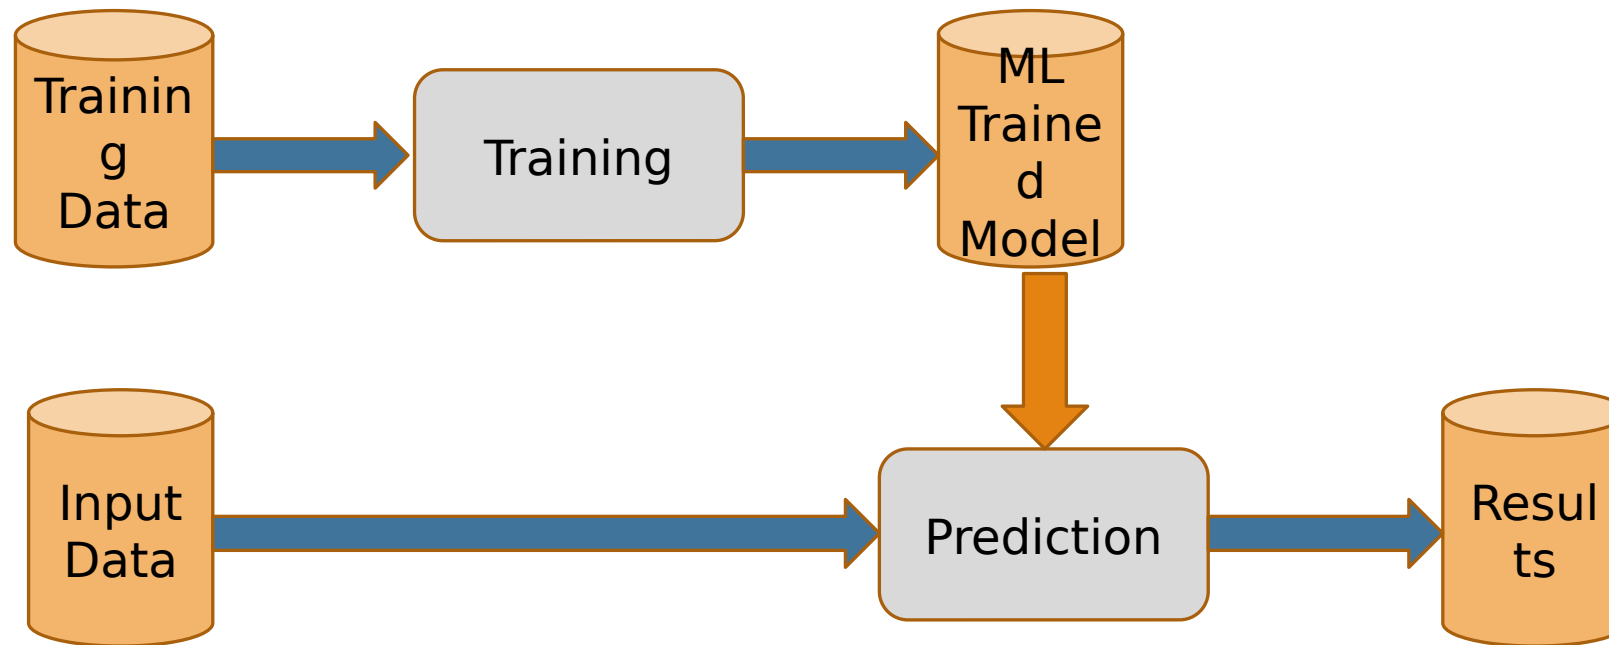 Trainin
g
Data
Training
ML
Traine
d
Model
Input
Data
Prediction
Resul
ts